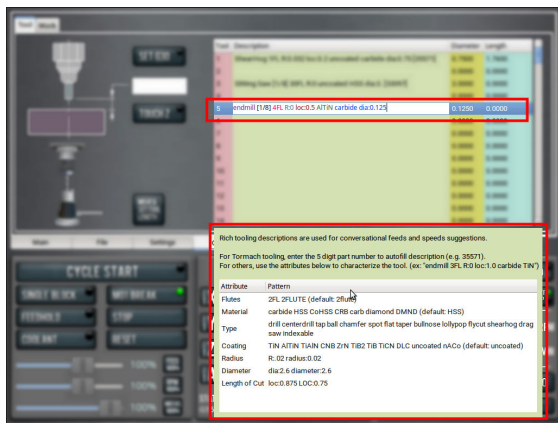 Tool
Work
Tool Description Diameter Length
SET G30
TOUCH Z
5 endmill [1/8] 4FL R:0 loc:0.5 AlTiN carbide dia:0.125 0.1250 0.0000
Main File Settings
CYCLE START
SINGLE BLOCK M01 BREAK
FEEDHOLD STOP
COOLANT RESET
100%
100%
100%
Rich tooling descriptions are used for conversational feeds and speeds suggestions.
For Tormach tooling, enter the 5 digit part number to autofill description (e.g. 35571).
For others, use the attributes below to characterize the tool. (ex: "endmill 3FL R:0 loc:1.0 carbide TiN")
Attribute Pattern
Flutes 2FL 2FLUTE (default: 2flute)
Material carbide HSS CoHSS CRB carb diamond DMND (default: HSS)
Type drill centerdrill tap ball chamfer spot flat taper bullnose lollypop flycut shearhog drag
saw indexable
Coating TiN AlTiN TiAlN CNB ZrN TiB2 TiB TiCN DLC uncoated nACo (default: uncoated)
Radius R:.02 radius:0.02
Diameter dia:2.6 diameter:2.6
Length of Cut loc:0.875 LOC:0.75